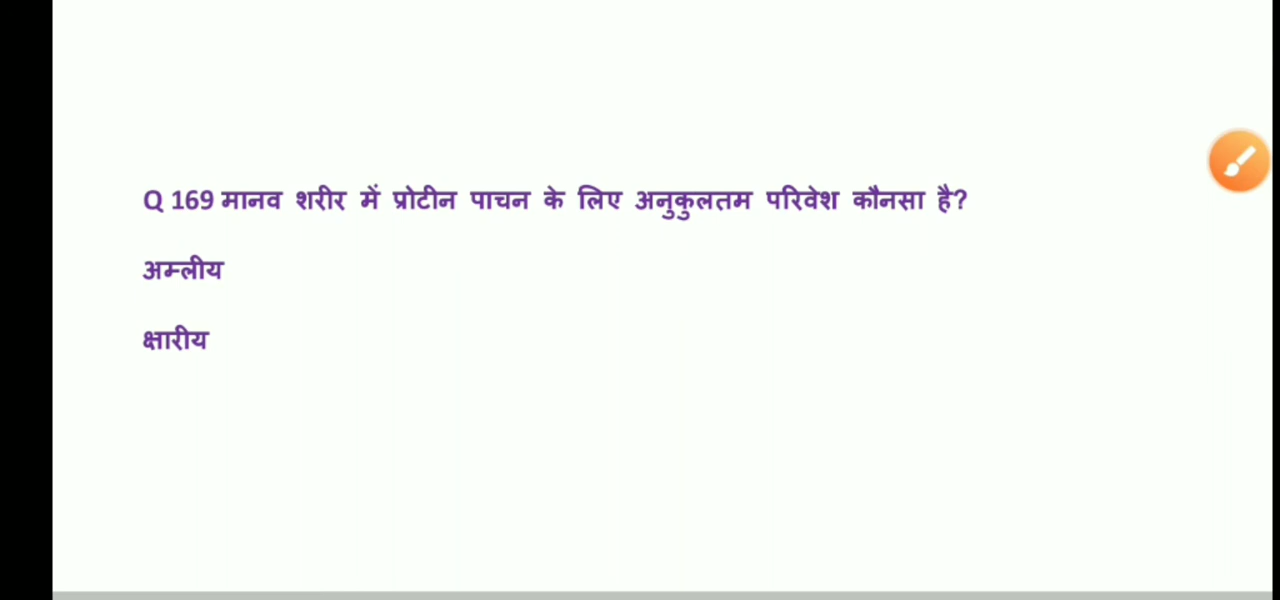 Q 169 मानव शरीर में प्रोटीन पाचन के लिए अनुकुलतम परिवेश कौनसा है?
अम्लीय
क्षारीय